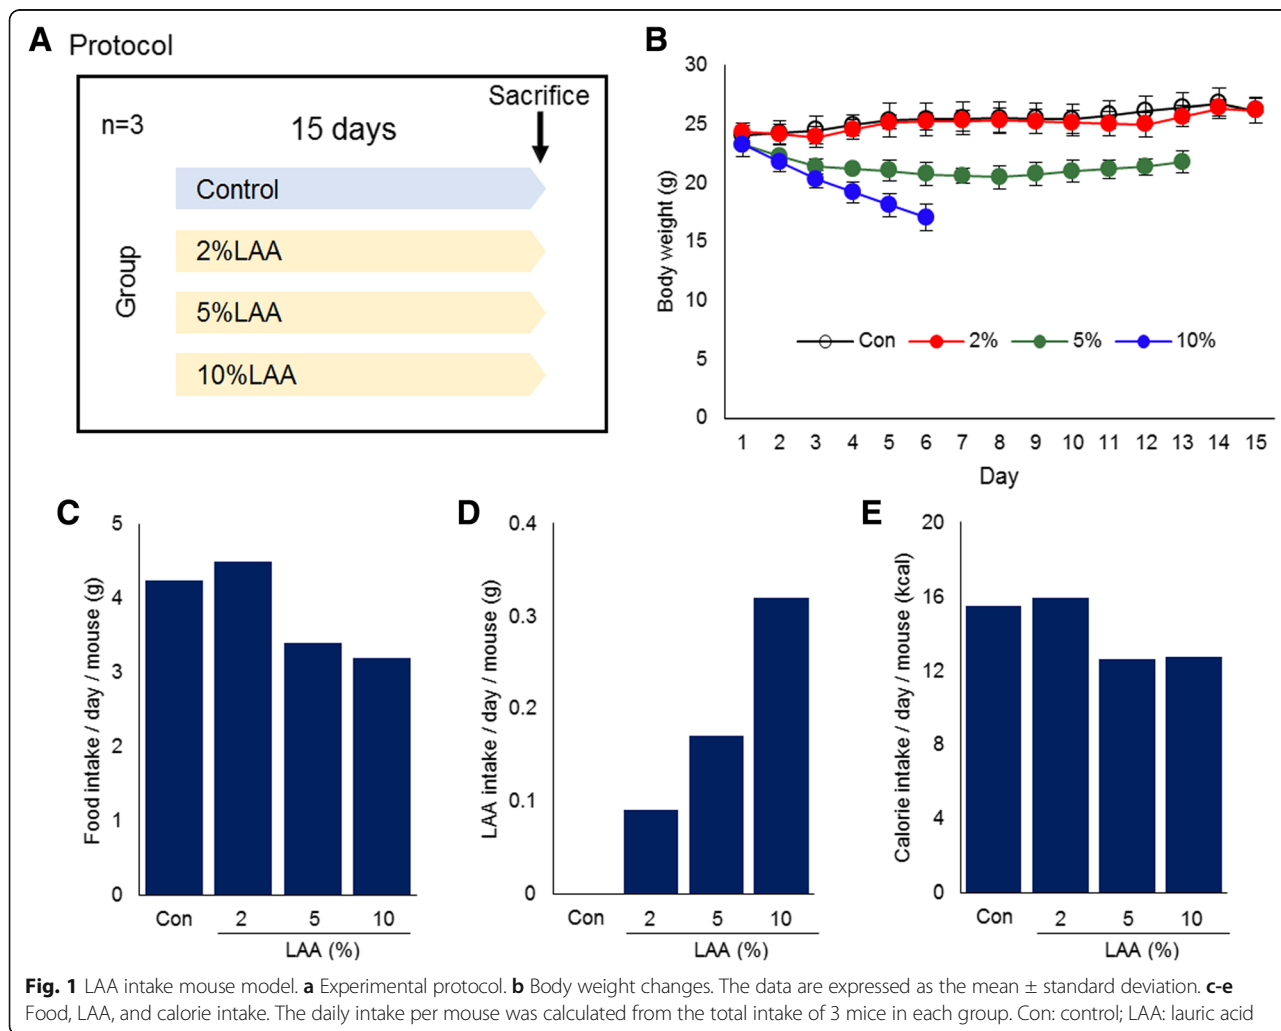 A Protocol
n=3
15 days
Sacrifice
Group
Control
2%LAA
5%LAA
10%LAA
B
Body weight (g)
30
25
20
15
10
5
0
Con 2% 5% 10%
1 2 3 4 5 6 7 8 9 10 11 12 13 14 15
Day
C
Food intake / day / mouse (g)
5
4
3
2
1
0
Con 2 5 10
LAA (%)
D
LAA intake / day / mouse (g)
0.4
0.3
0.2
0.1
0
Con 2 5 10
LAA (%)
E
Calorie intake / day / mouse (kcal)
20
16
12
8
4
0
Con 2 5 10
LAA (%)
Fig. 1 LAA intake mouse model. a Experimental protocol. b Body weight changes. The data are expressed as the mean ± standard deviation. c-e
Food, LAA, and calorie intake. The daily intake per mouse was calculated from the total intake of 3 mice in each group. Con: control; LAA: lauric acid